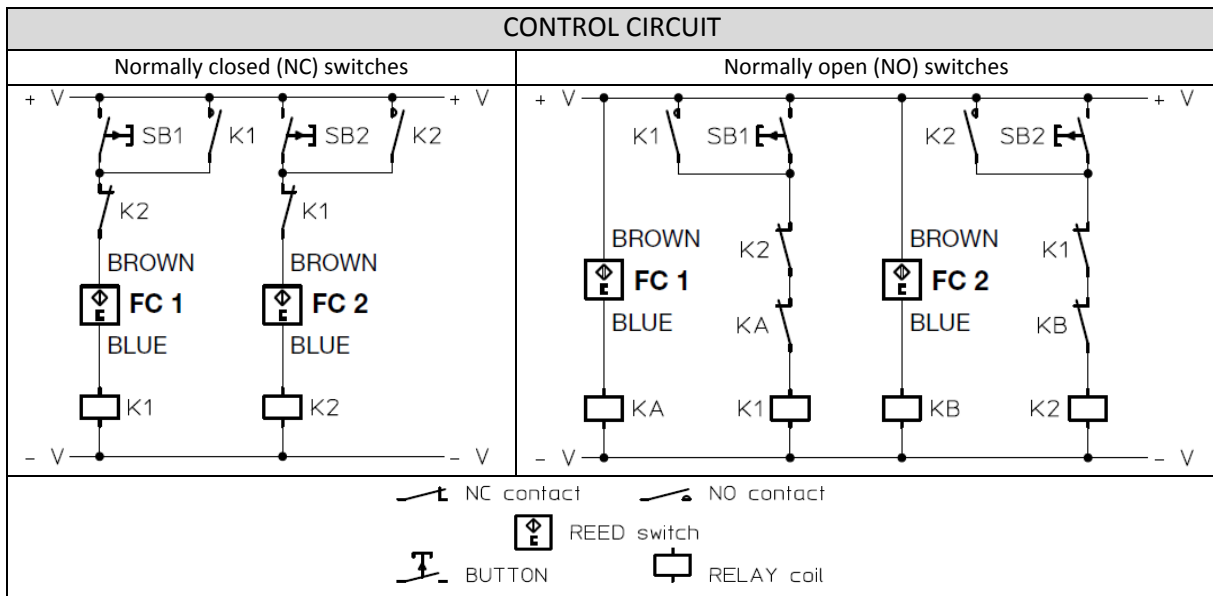 CONTROL CIRCUIT
Normally closed (NC) switches
Normally open (NO) switches
+ V + V
SB1 K1 SB2 K2
K2 K1
BROWN BROWN
FC 1 FC 2
BLUE BLUE
K1 K2
- V - V
+ V + V
K1 SB1 K2 SB2
BROWN K2 BROWN K1
FC 1 FC 2
BLUE KA BLUE KB
KA K1 KB K2
- V - V
NC contact NO contact
REED switch
BUTTON RELAY coil